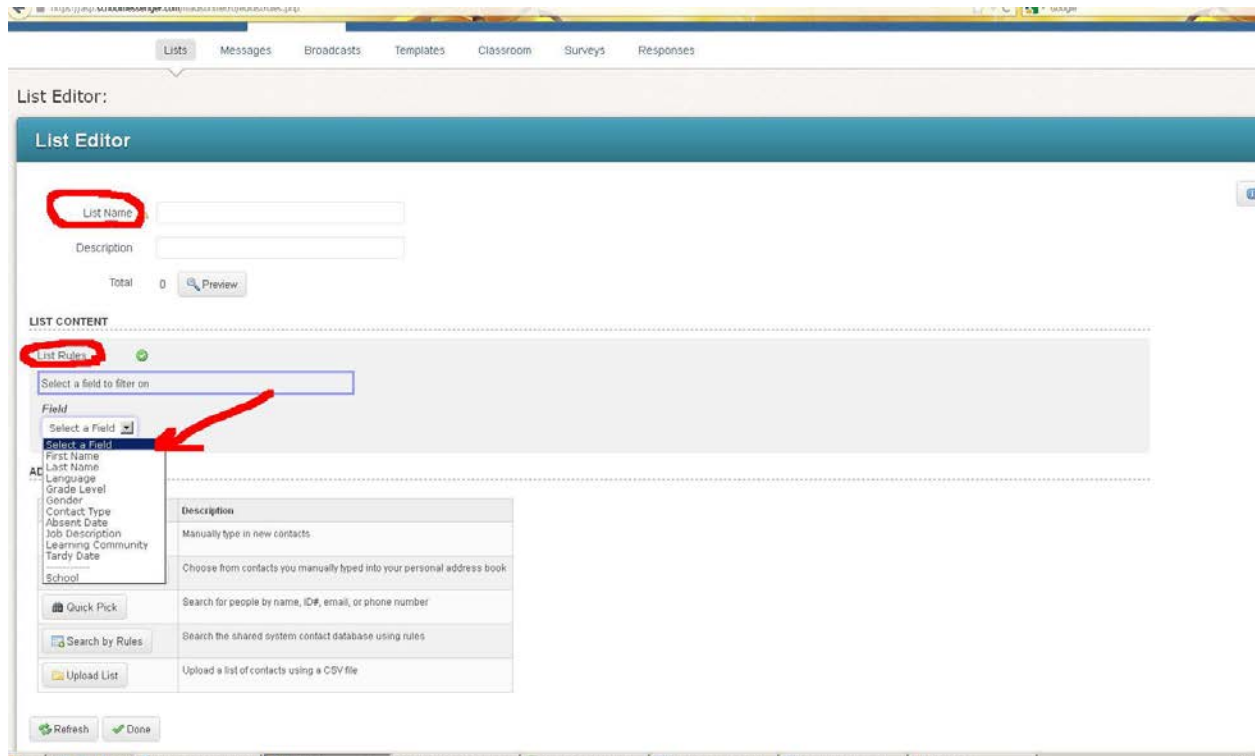 Lists Messages Broadcasts Templates Classroom Surveys Responses
List Editor:
List Editor
List Name
Description
Total 0 Preview
LIST CONTENT
List Rules
Select a field to filter on
Field
Select a Field
Select a Field
First Name
Last Name
Language
Grade Level
Gender
Contact Type
Absent Date
Job Description
Learning Community
Tardy Date
School
AD
Description
Manually type in new contacts
Choose from contacts you manually typed into your personal address book
Quick Pick Search for people by name, ID#, email, or phone number
Search by Rules Search the shared system contact database using rules
Upload List Upload a list of contacts using a CSV file
Refresh Done